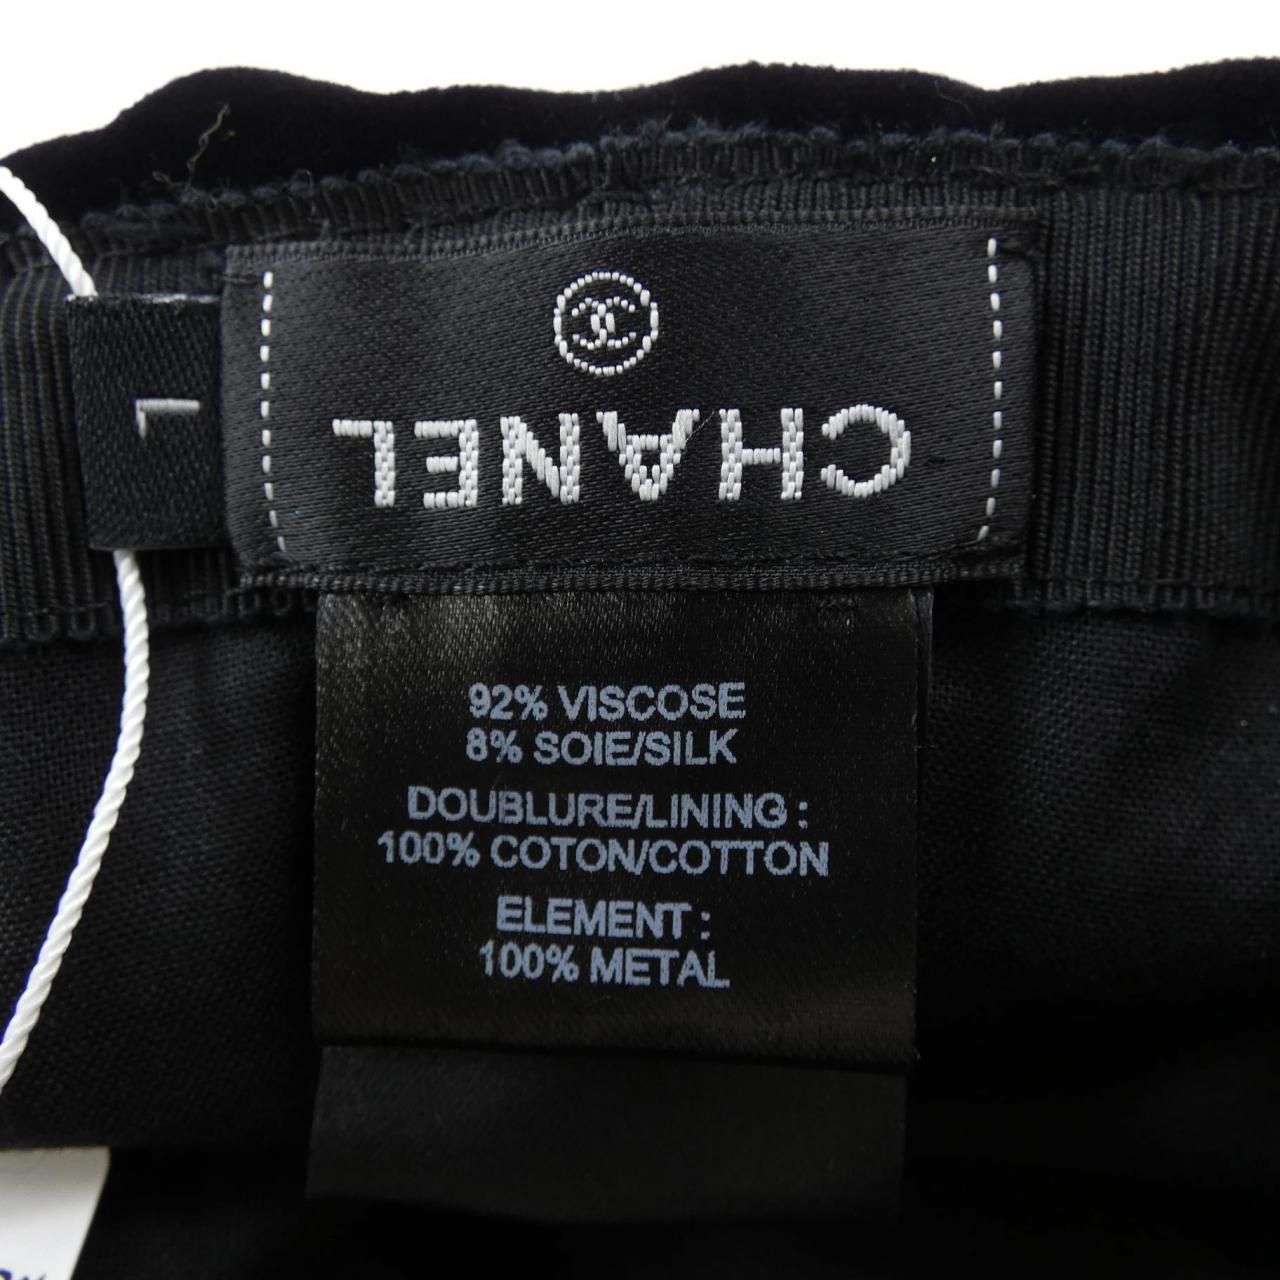 CHANEL
L
92% VISCOSE
8% SOIE/SILK
DOUBLURE/LINING :
100% COTON/COTTON
ELEMENT :
100% METAL